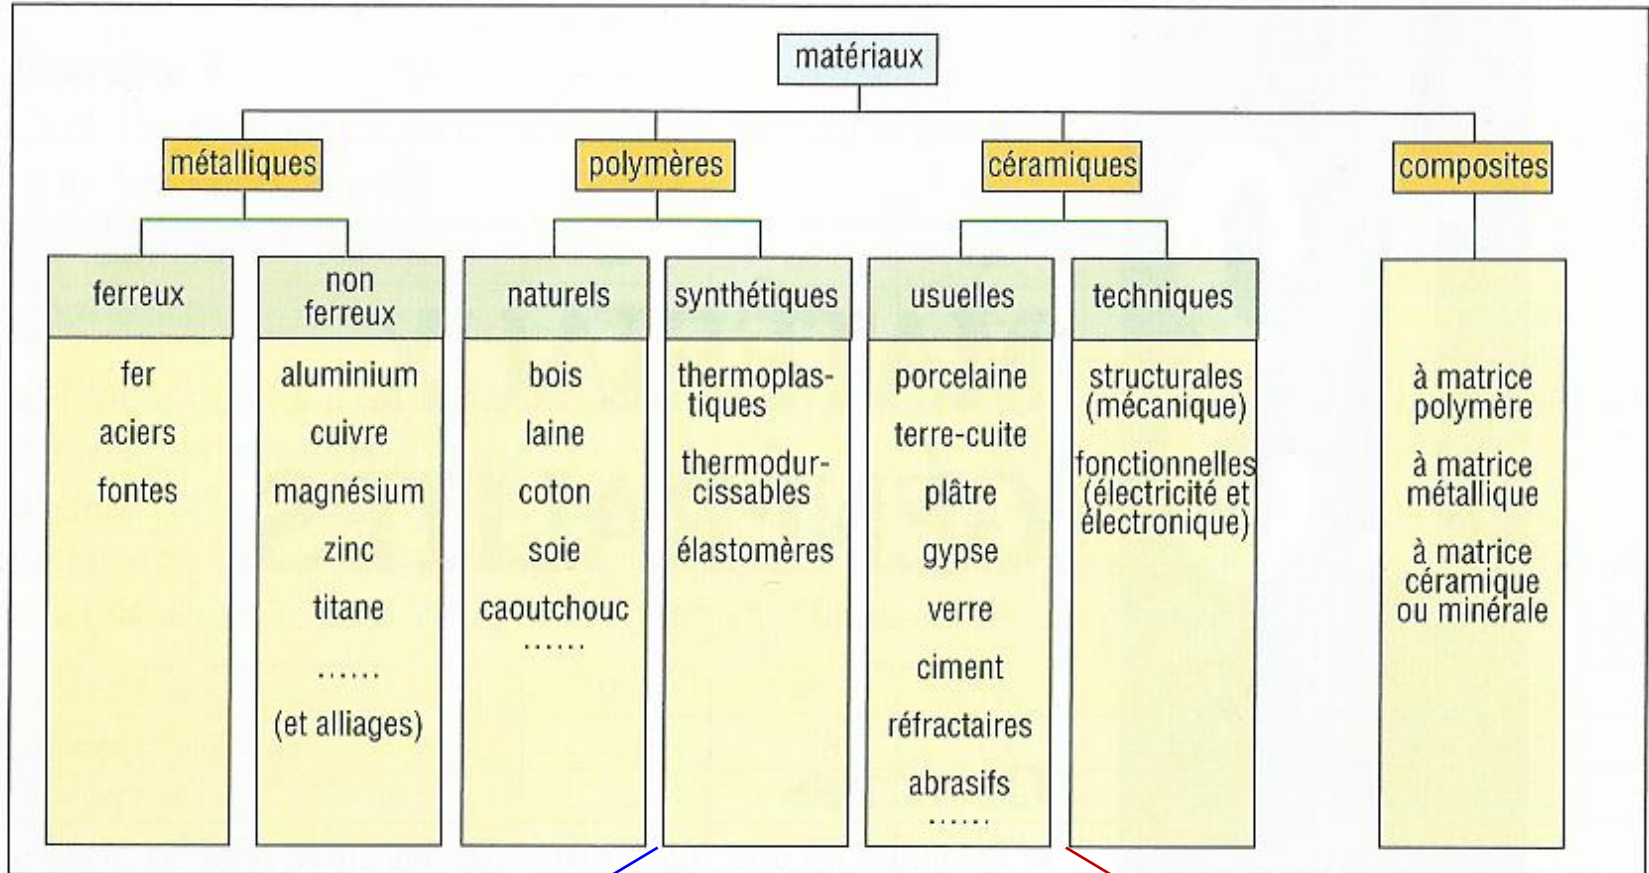 matériaux
métalliques
polymères
céramiques
composites
ferreux
fer
aciers
fontes
non
ferreux
aluminium
cuivre
magnésium
zinc
titane
......
(et alliages)
naturels
bois
laine
coton
soie
caoutchouc
......
synthétiques
thermoplas-
tiques
thermodur-
cissables
élastomères
usuelles
porcelaine
terre-cuite
plâtre
gypse
verre
ciment
réfractaires
abrasifs
......
techniques
structurales
(mécanique)
fonctionnelles
(électricité et
électronique)
à matrice
polymère
à matrice
métallique
à matrice
céramique
ou minérale